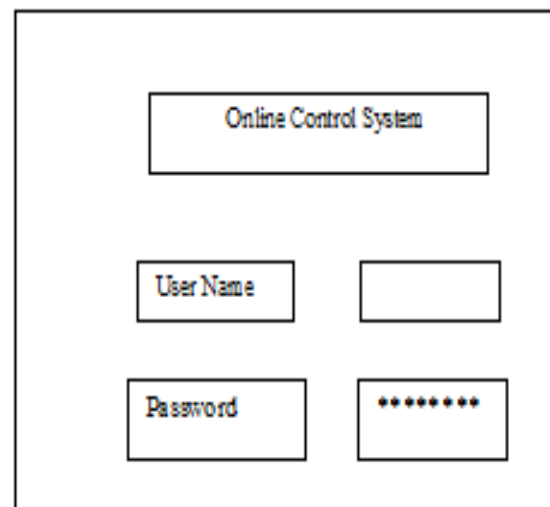 Online Control System
User Name
Password ********